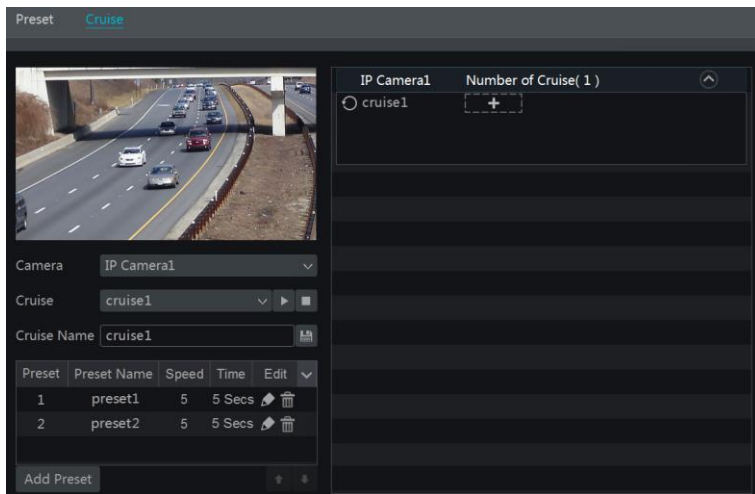 Preset Cruise
IP Camera1 Number of Cruise( 1 )
cruise1 +
Camera IP Camera1
Cruise cruise1
Cruise Name cruise1
Preset Preset Name Speed Time Edit
1 preset1 5 5 Secs
2 preset2 5 5 Secs
Add Preset